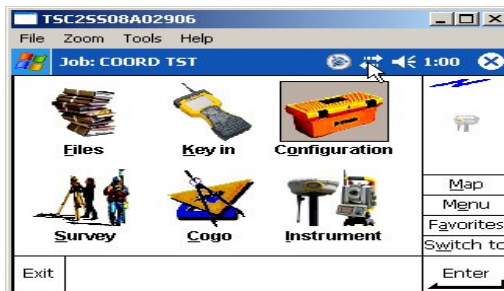 TSC25508A02906
File Zoom Tools Help
Job: COORD TST 1:00
Files Key in Configuration
Survey Cogo Instrument
Map
Menu
Favorites
Switch to
Exit Enter